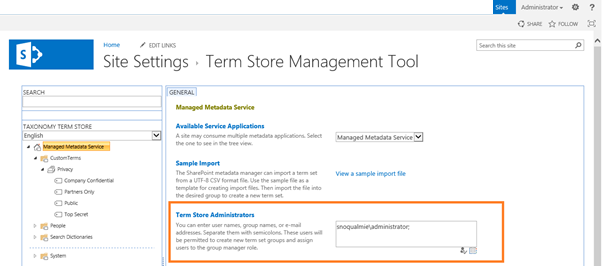 Sites
Administrator
?
SHARE
FOLLOW
S
Home
EDIT LINKS
Search this site
Site Settings › Term Store Management Tool
SEARCH
TAXONOMY TERM STORE
English
Managed Metadata Service
CustomTerms
Privacy
Company Confidential
Partners Only
Public
Top Secret
People
Search Dictionaries
System
GENERAL
Managed Metadata Service
Available Service Applications
A site may consume multiple metadata applications. Select
the one to see in the tree view.
Managed Metadata Service
Sample Import
The SharePoint metadata manager can import a term set
from a UTF-8 CSV format file. Use the sample file as a
template for creating import files. Then import the file into
the desired group to create a new term set.
View a sample import file
Term Store Administrators
You can enter user names, group names, or e-mail
addresses. Separate them with semicolons. These users will
be permitted to create new term set groups and assign
users to the group manager role.
snoqualmie\administrator;